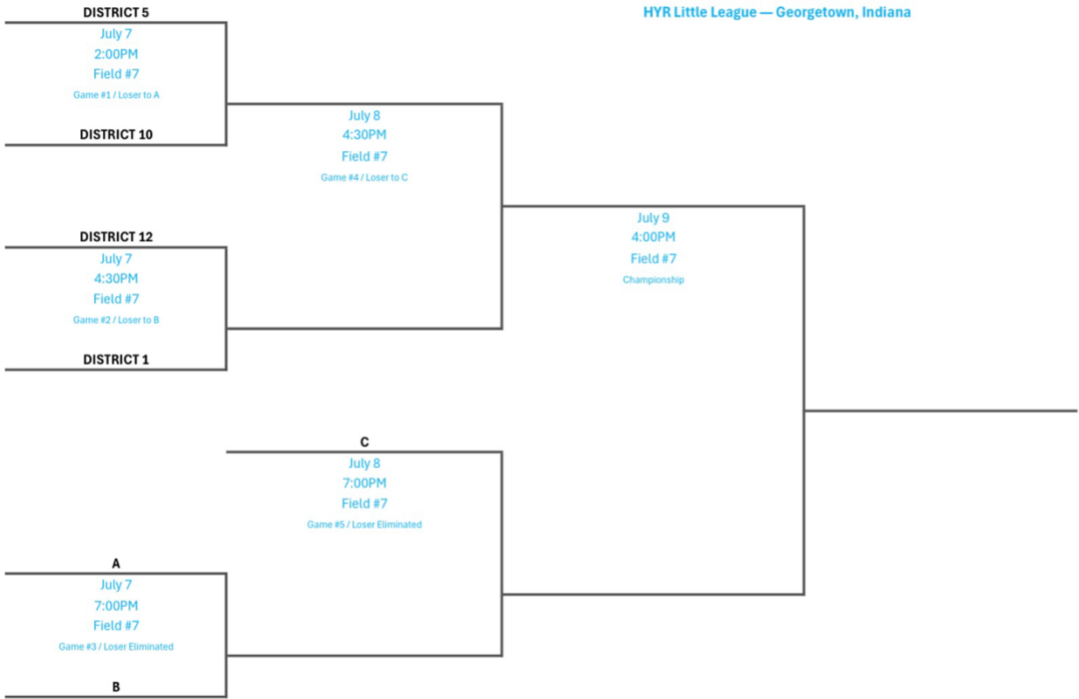 DISTRICT 5
HYR Little League — Georgetown, Indiana
July 7
2:00PM
Field #7
Game #1 / Loser to A
DISTRICT 10
July 8
4:30PM
Field #7
Game #4 / Loser to C
DISTRICT 12
July 7
4:30PM
Field #7
Game #2 / Loser to B
DISTRICT 1
July 9
4:00PM
Field #7
Championship
C
July 8
7:00PM
Field #7
Game #5 / Loser Eliminated
A
July 7
7:00PM
Field #7
Game #3 / Loser Eliminated
B